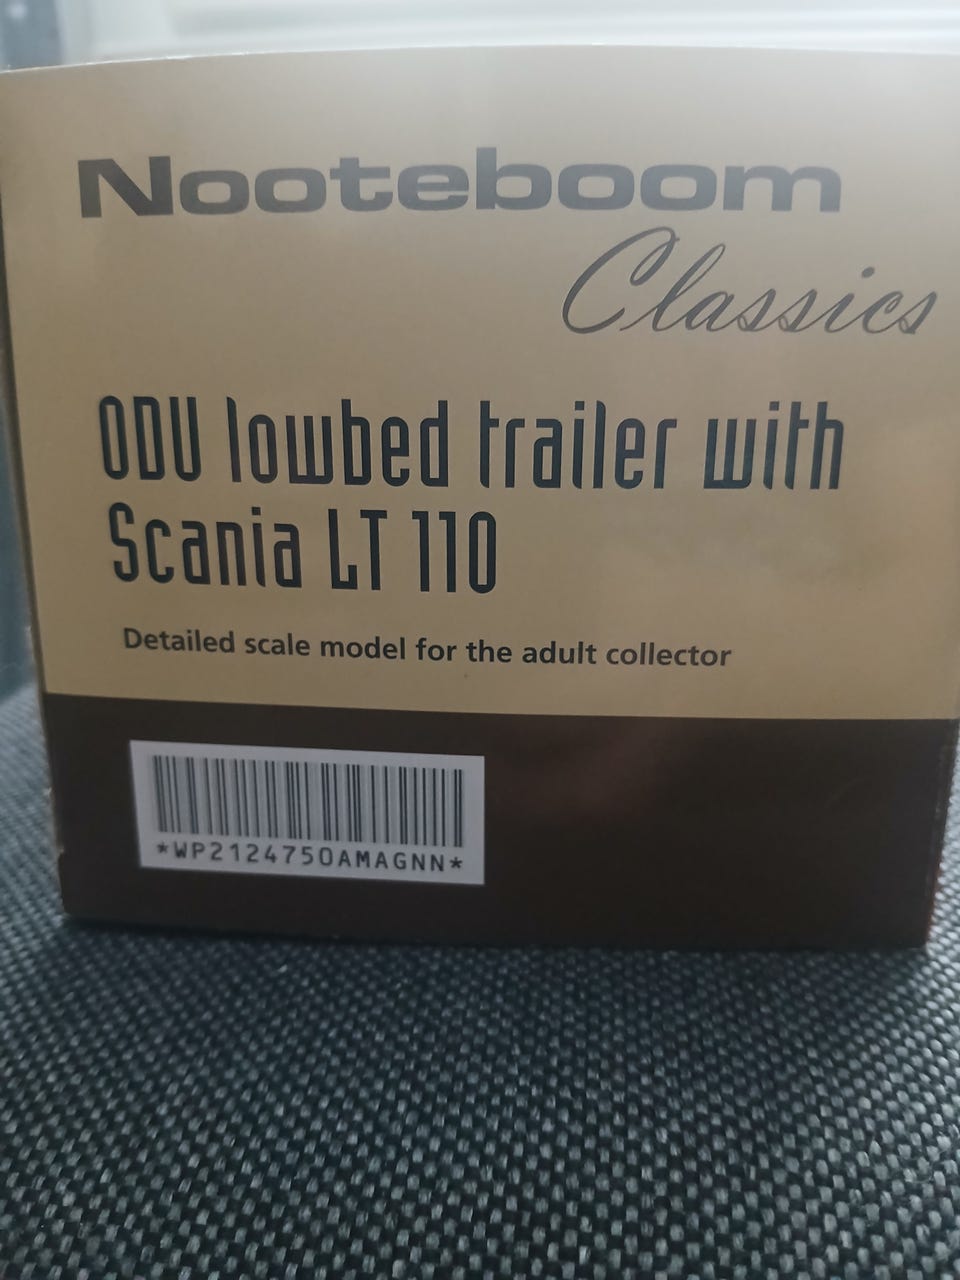 Nooteboom
Classics
ODU lowbed trailer with
Scania LT 110
Detailed scale model for the adult collector
*WP2124750AMAGNN*